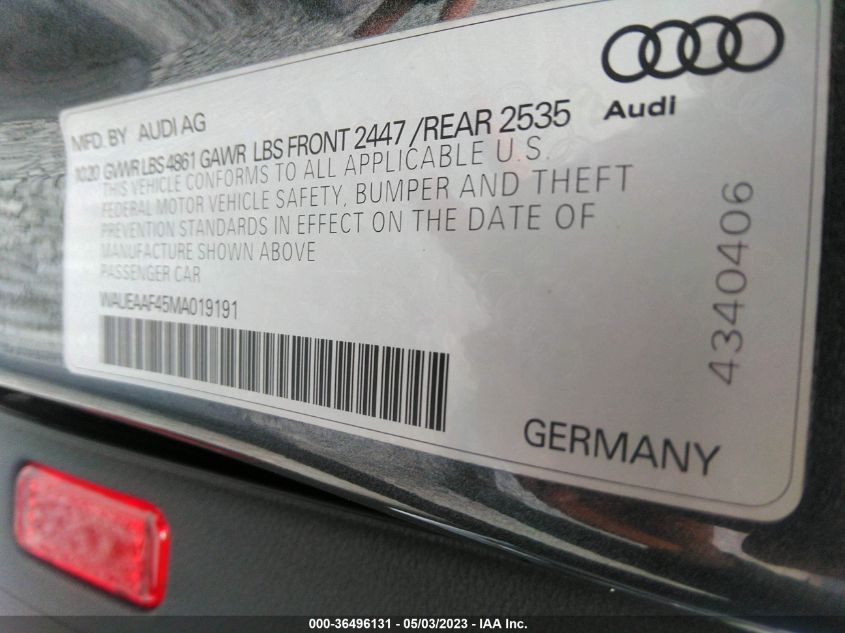 Audi
MFD. BY AUDI AG
10.20 GVWR LBS 4861 GAWR LBS FRONT 2447 /REAR 2535
THIS VEHICLE CONFORMS TO ALL APPLICABLE U.S.
FEDERAL MOTOR VEHICLE SAFETY, BUMPER AND THEFT
PREVENTION STANDARDS IN EFFECT ON THE DATE OF
MANUFACTURE SHOWN ABOVE
PASSENGER CAR
WAUEAAF45MA019191
4340406
GERMANY
000-36496131 - 05/03/2023 - IAA Inc.